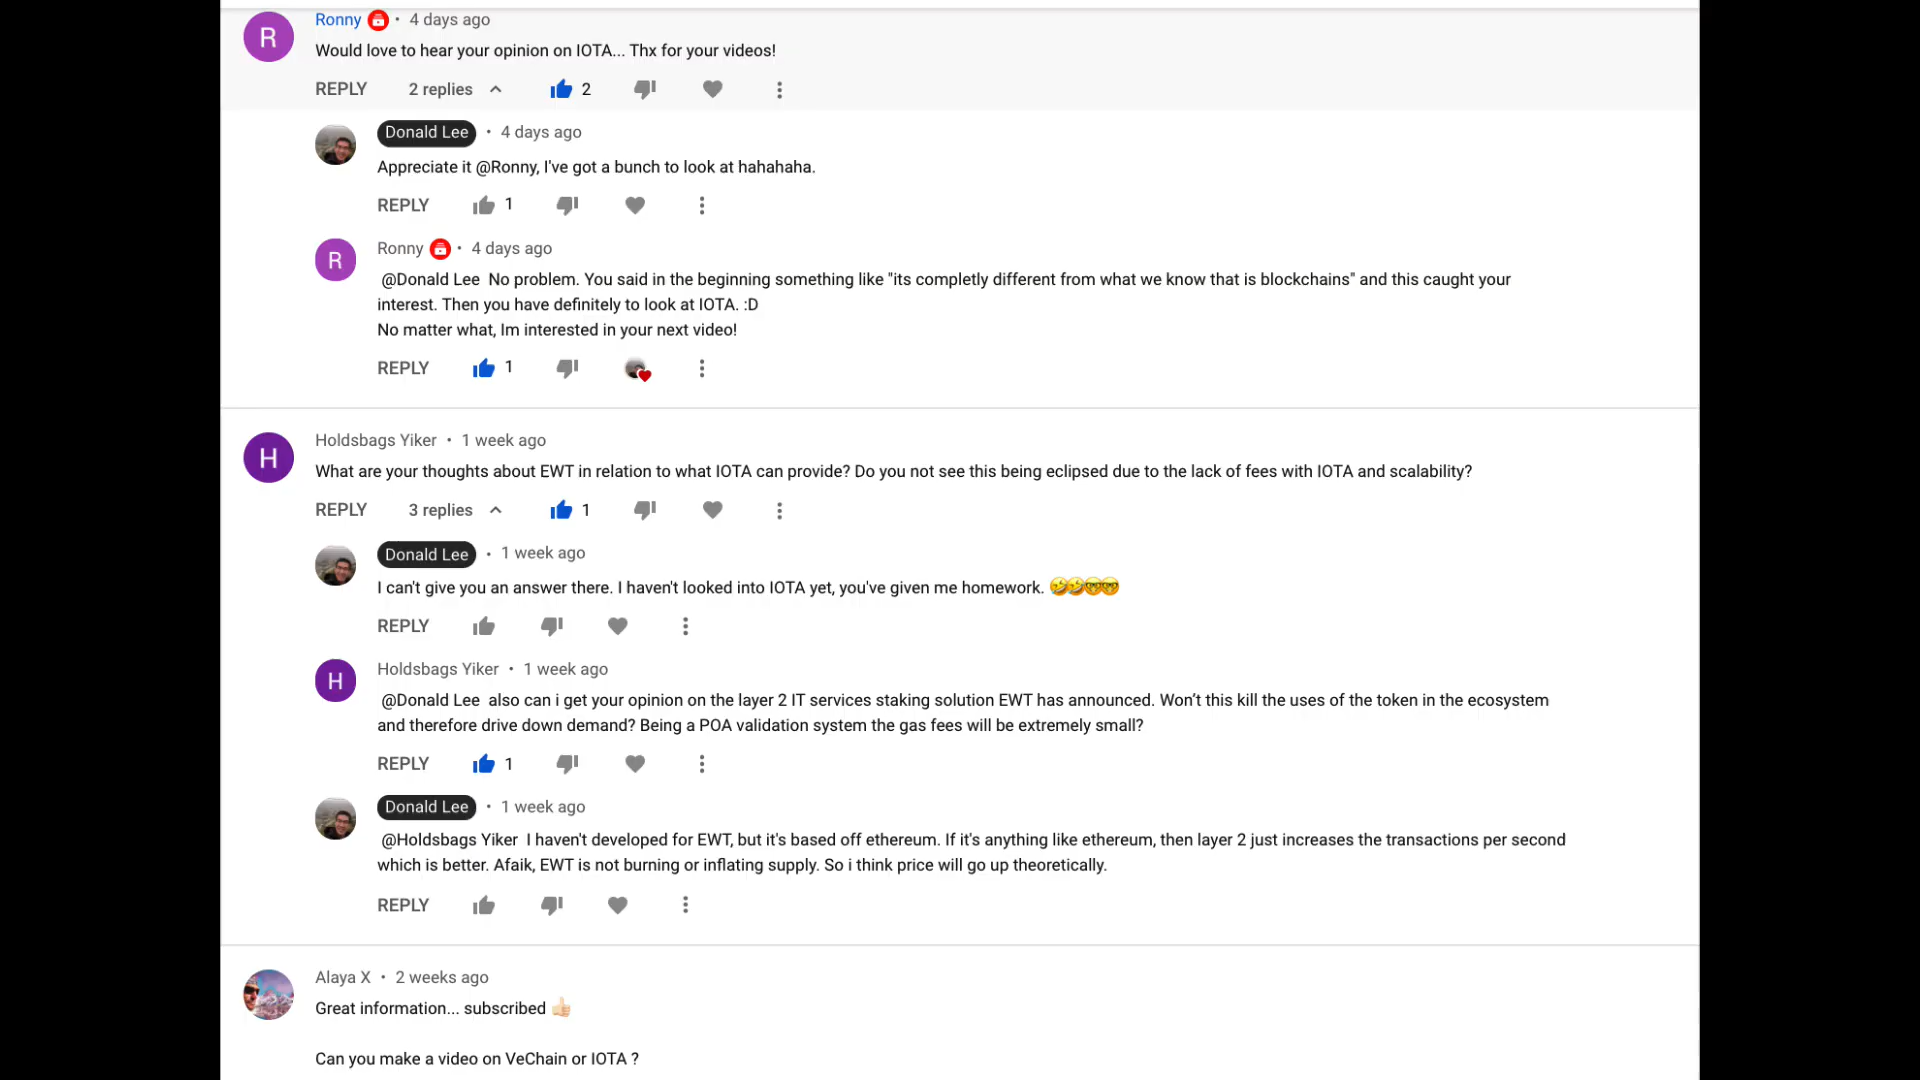 R
Ronny • 4 days ago
Would love to hear your opinion on IOTA... Thx for your videos!
REPLY 2 replies 2
Donald Lee • 4 days ago
Appreciate it @Ronny, I've got a bunch to look at hahahaha.
REPLY 1
R
Ronny • 4 days ago
@Donald Lee No problem. You said in the beginning something like "its completly different from what we know that is blockchains" and this caught your
interest. Then you have definitely to look at IOTA. :D
No matter what, Im interested in your next video!
REPLY 1
H
Holdsbags Yiker • 1 week ago
What are your thoughts about EWT in relation to what IOTA can provide? Do you not see this being eclipsed due to the lack of fees with IOTA and scalability?
REPLY 3 replies 1
Donald Lee • 1 week ago
I can't give you an answer there. I haven't looked into IOTA yet, you've given me homework. 🤣🤣🤓🤓
REPLY
H
Holdsbags Yiker • 1 week ago
@Donald Lee also can i get your opinion on the layer 2 IT services staking solution EWT has announced. Won’t this kill the uses of the token in the ecosystem
and therefore drive down demand? Being a POA validation system the gas fees will be extremely small?
REPLY 1
Donald Lee • 1 week ago
@Holdsbags Yiker I haven't developed for EWT, but it's based off ethereum. If it's anything like ethereum, then layer 2 just increases the transactions per second
which is better. Afaik, EWT is not burning or inflating supply. So i think price will go up theoretically.
REPLY
Alaya X • 2 weeks ago
Great information... subscribed 👍🏻
Can you make a video on VeChain or IOTA ?